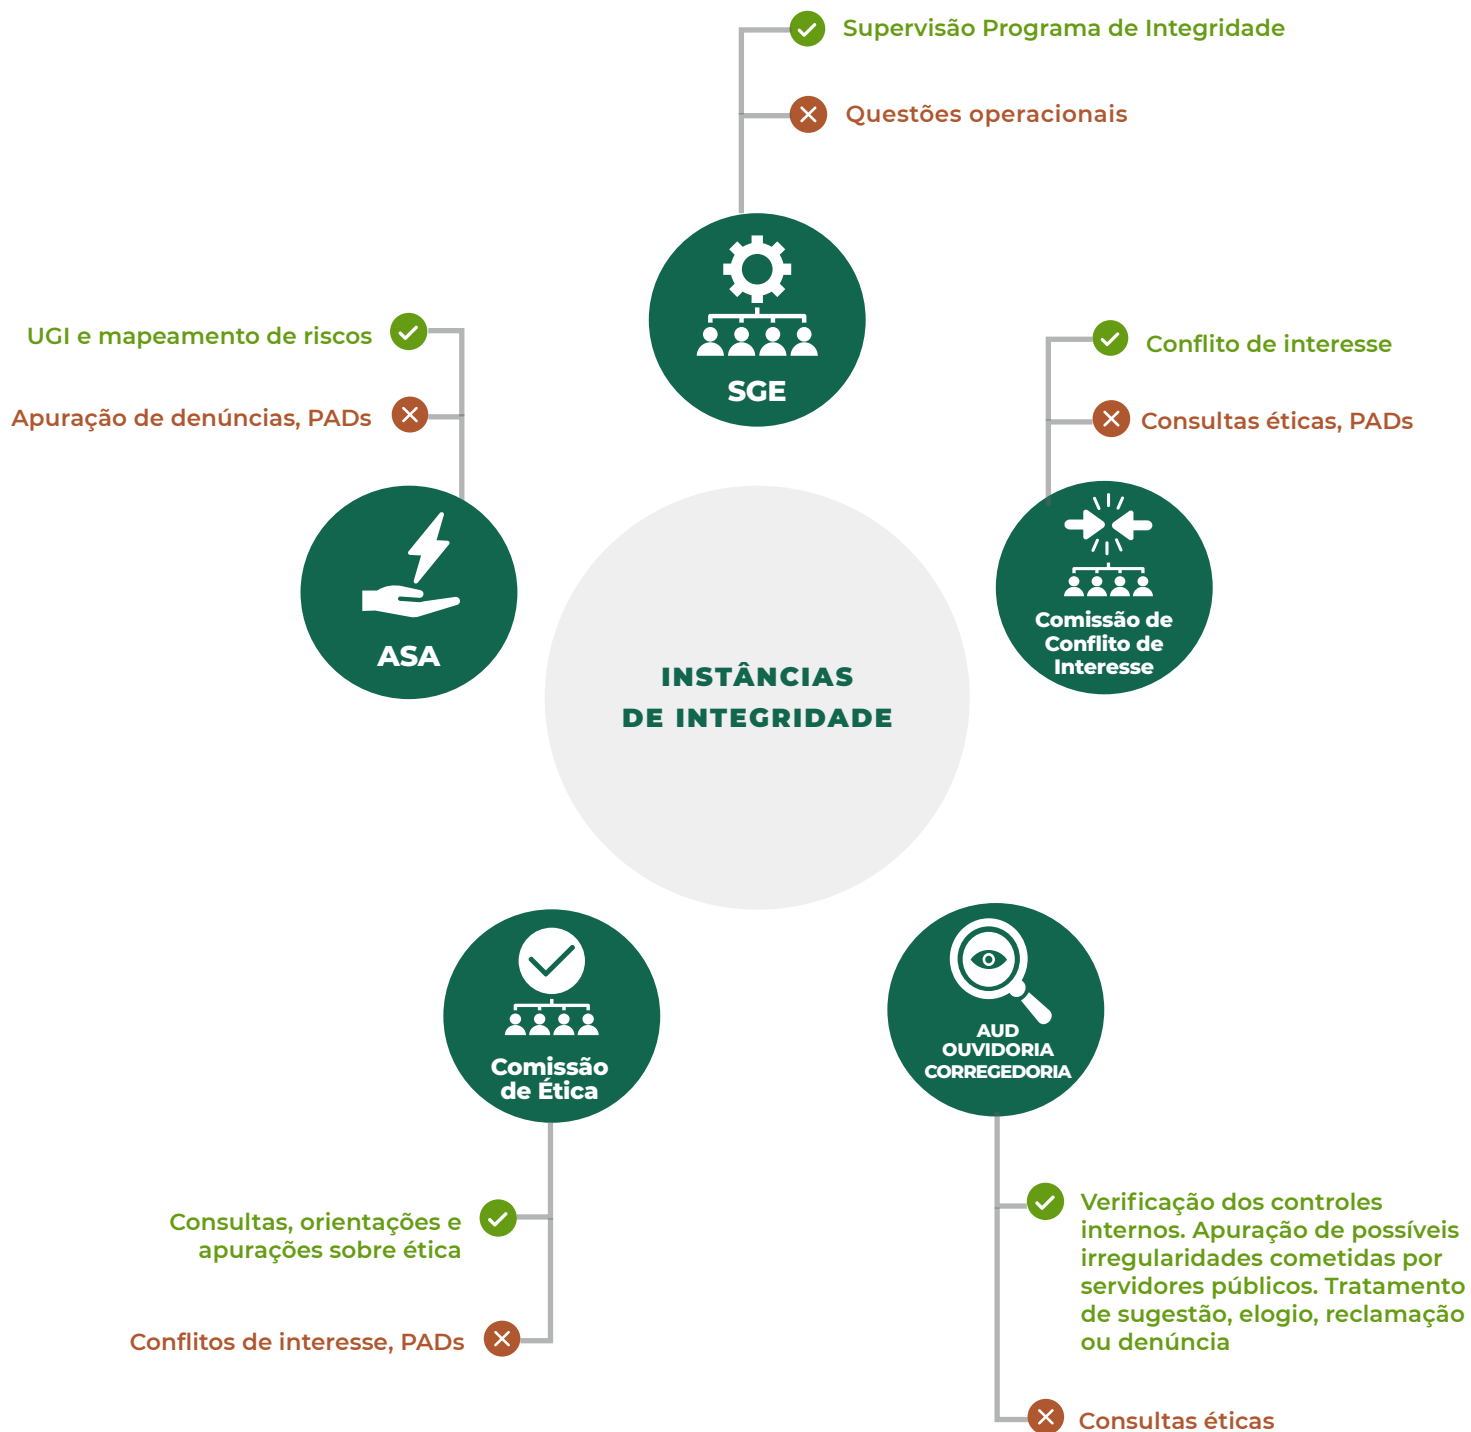 Supervisão Programa de Integridade
Questões operacionais
SGE
UGI e mapeamento de riscos
Apuração de denúncias, PADs
ASA
Conflito de interesse
Consultas éticas, PADs
Comissão de
Conflito de
Interesse
INSTÂNCIAS
DE INTEGRIDADE
Comissão
de Ética
Consultas, orientações e
apurações sobre ética
Conflitos de interesse, PADs
AUD
OUVIDORIA
CORREGEDORIA
Verificação dos controles
internos. Apuração de possíveis
irregularidades cometidas por
servidores públicos. Tratamento
de sugestão, elogio, reclamação
ou denúncia
Consultas éticas